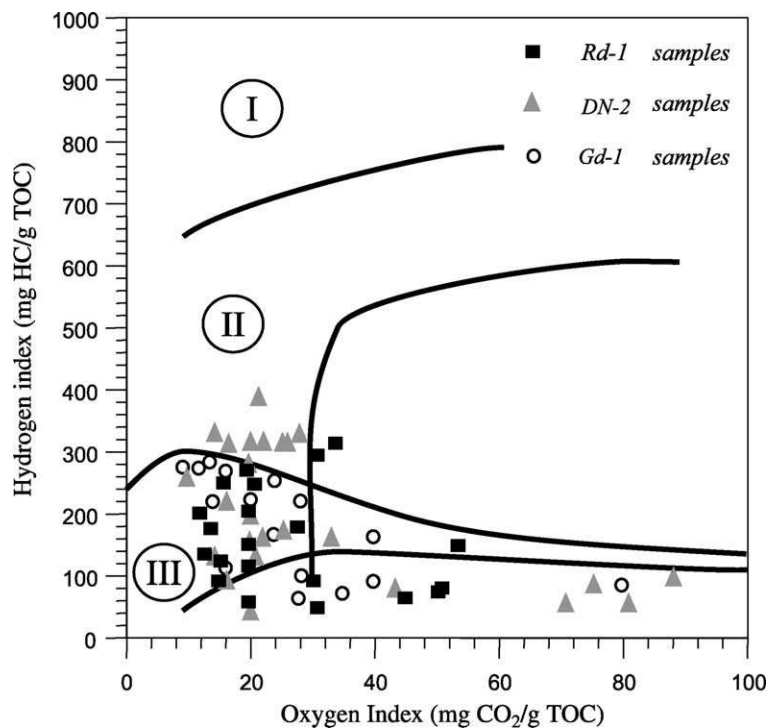 1000
900
800
700
600
500
400
300
200
100
0
Hydrogen index (mg HC/g TOC)
I
II
III
Rd-1 samples
DN-2 samples
Gd-1 samples
0 20 40 60 80 100
Oxygen Index (mg CO₂/g TOC)